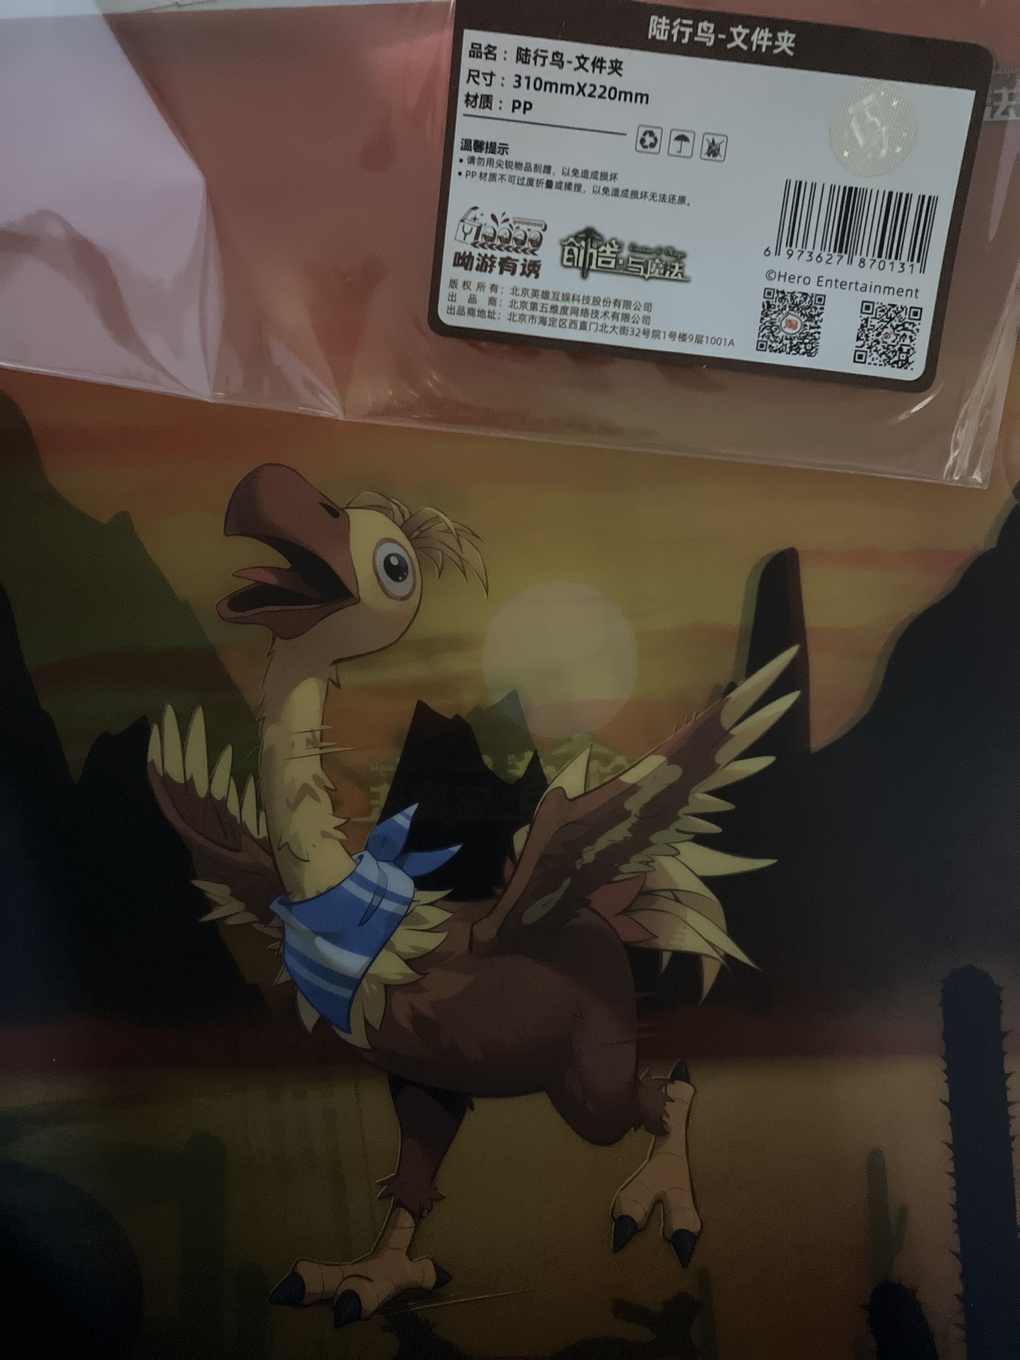 陆行鸟-文件夹
品名：陆行鸟-文件夹
尺寸：310mmX220mm
材质：PP
温馨提示
• 请勿用尖锐物品刮蹭，以免造成损坏
• PP材质不可过度折叠或揉捏，以免造成损坏无法还原。
呦游有诱
创造与魔法
版权所有：北京英雄互娱科技股份有限公司
出品商：北京第五维度网络技术有限公司
出品商地址：北京市海淀区西直门北大街32号院1号楼9层1001A
6 973627 870131
©Hero Entertainment
法